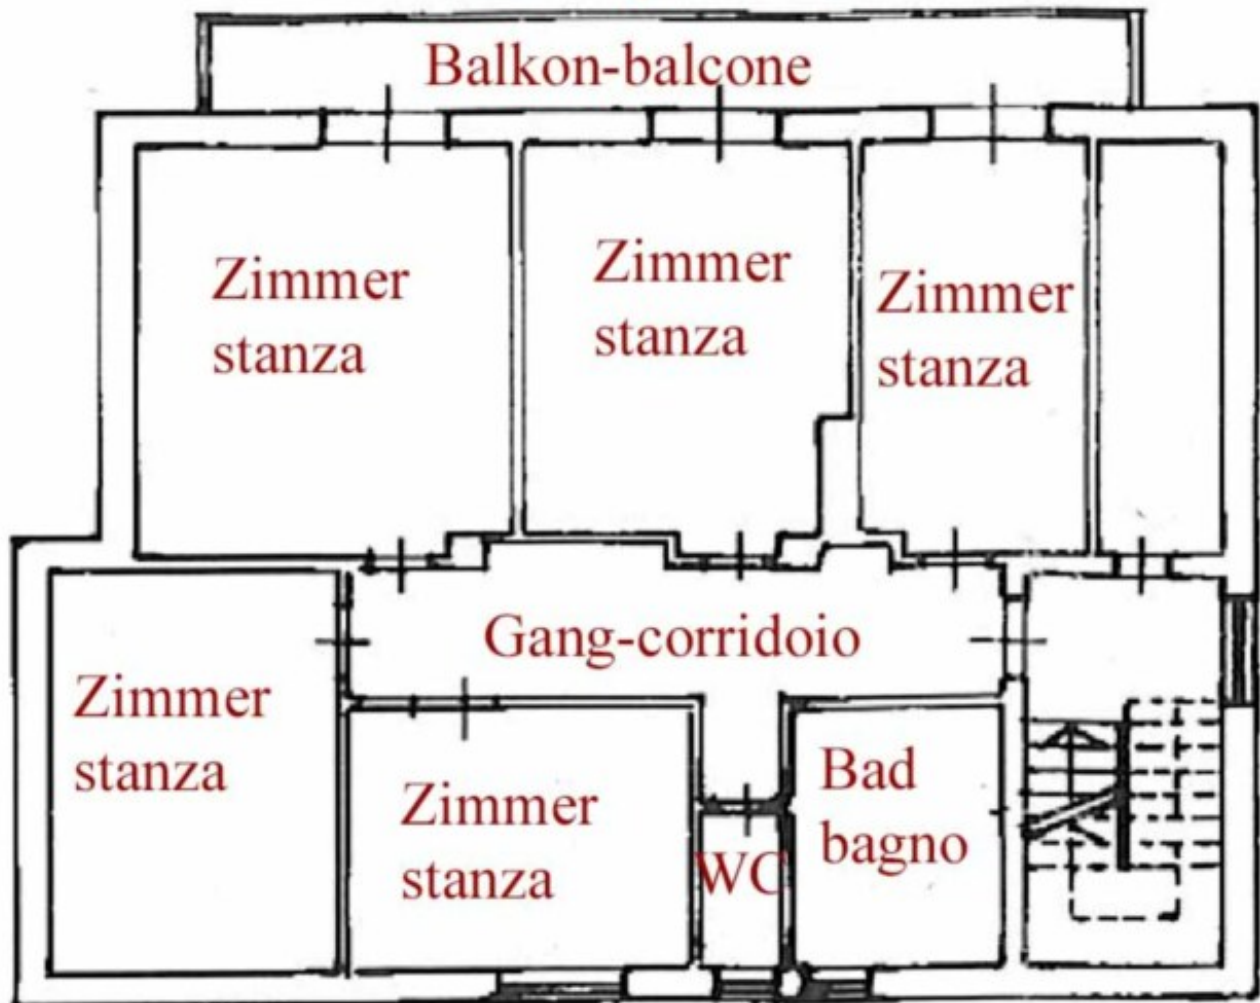 Balkon-balcone
Zimmer
stanza
Zimmer
stanza
Zimmer
stanza
Gang-corridoio
Zimmer
stanza
Zimmer
stanza
WC
Bad
bagno